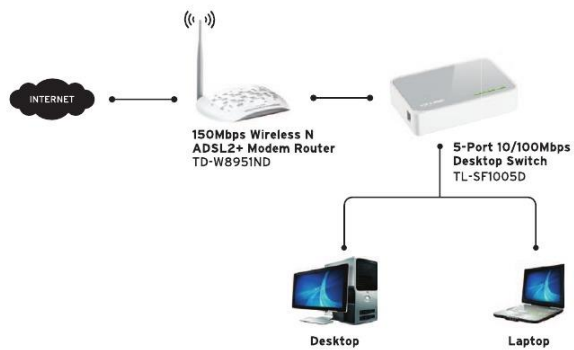 INTERNET
150Mbps Wireless N
ADSL2+ Modem Router
TD-W8951ND
5-Port 10/100Mbps
Desktop Switch
TL-SF1005D
Desktop
Laptop